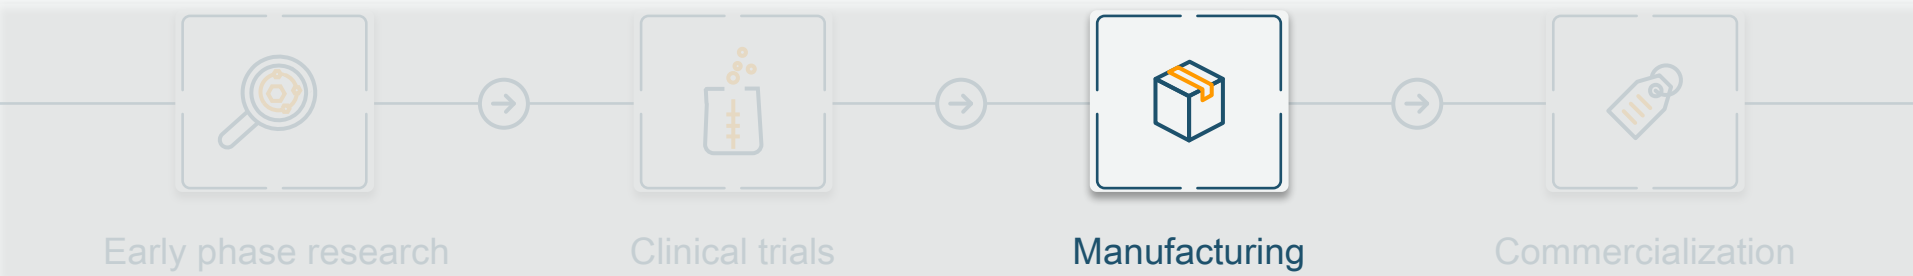 Early phase research
Clinical trials
Manufacturing
Commercialization